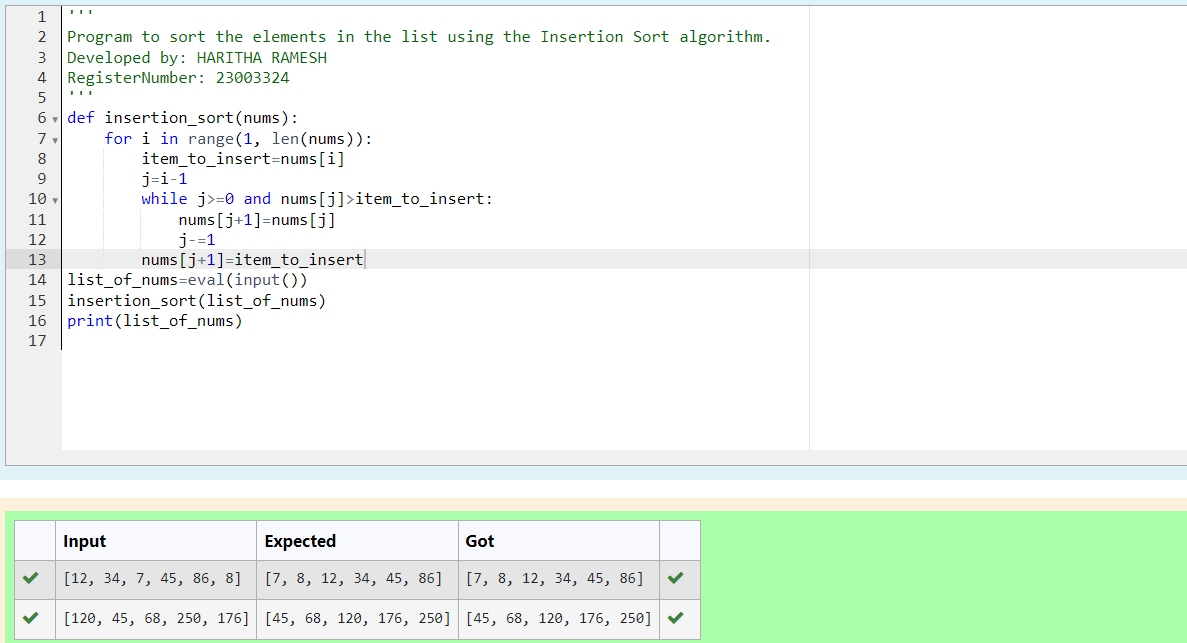 1 '''
2 Program to sort the elements in the list using the Insertion Sort algorithm.
3 Developed by: HARITHA RAMESH
4 RegisterNumber: 23003324
5 '''
6 def insertion_sort(nums):
7     for i in range(1, len(nums)):
8         item_to_insert=nums[i]
9         j=i-1
10         while j>=0 and nums[j]>item_to_insert:
11             nums[j+1]=nums[j]
12             j-=1
13         nums[j+1]=item_to_insert
14 list_of_nums=eval(input())
15 insertion_sort(list_of_nums)
16 print(list_of_nums)
17
Input Expected Got
[12, 34, 7, 45, 86, 8] [7, 8, 12, 34, 45, 86] [7, 8, 12, 34, 45, 86]
[120, 45, 68, 250, 176] [45, 68, 120, 176, 250] [45, 68, 120, 176, 250]